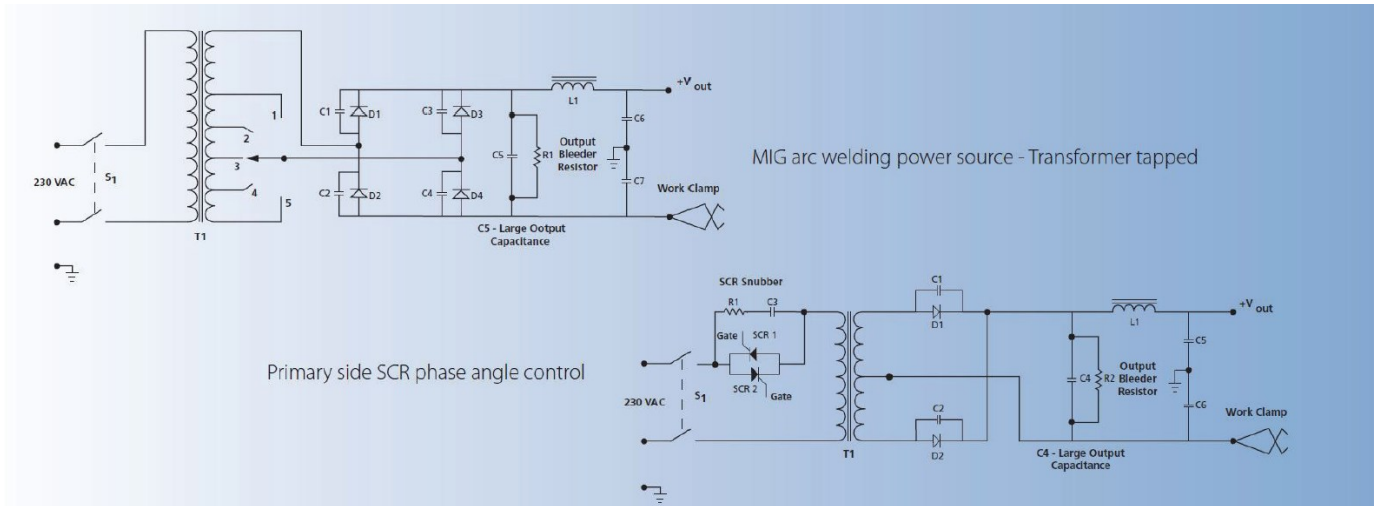 +V out
C1
D1
C3
D3
L1
C6
1
2
3
4
5
C5
R1
Output
Bleeder
Resistor
MIG arc welding power source - Transformer tapped
230 VAC
S1
C2
D2
C4
D4
C7
Work Clamp
T1
C5 - Large Ootput
Capacitance
SCR Snubber
R1
C3
C1
+V out
Gate
SCR 1
D1
L1
C5
Primary side SCR phase angle control
SCR 2
Gate
230 VAC
S1
C4
R2
Output
Bleeder
Resistor
C2
C6
Work Clamp
T1
D2
C4 - Large Output
Capacitance